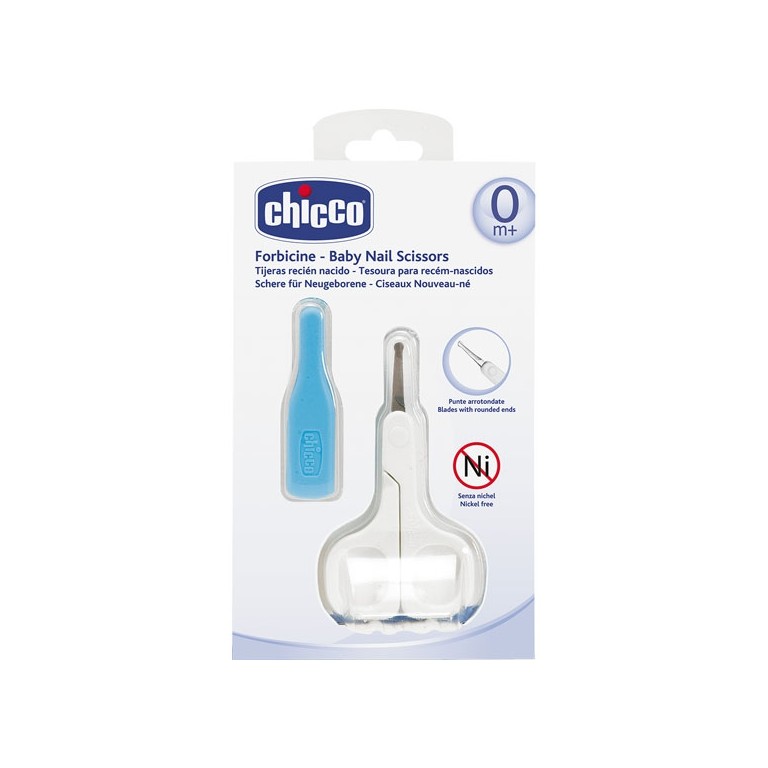 chicco
0
m+
Forbicine - Baby Nail Scissors
Tijeras recién nacido - Tesoura para recém-nascidos
Schere für Neugeborene - Ciseaux Nouveau-né
Punte arrotondate
Blades with rounded ends
chicco
Ni
Senza nichel
Nickel free